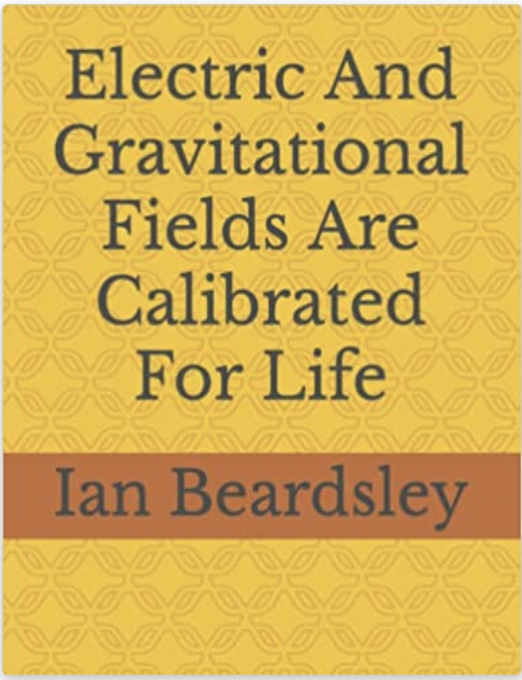 Electric And
Gravitational
Fields Are
Calibrated
For Life
Ian Beardsley